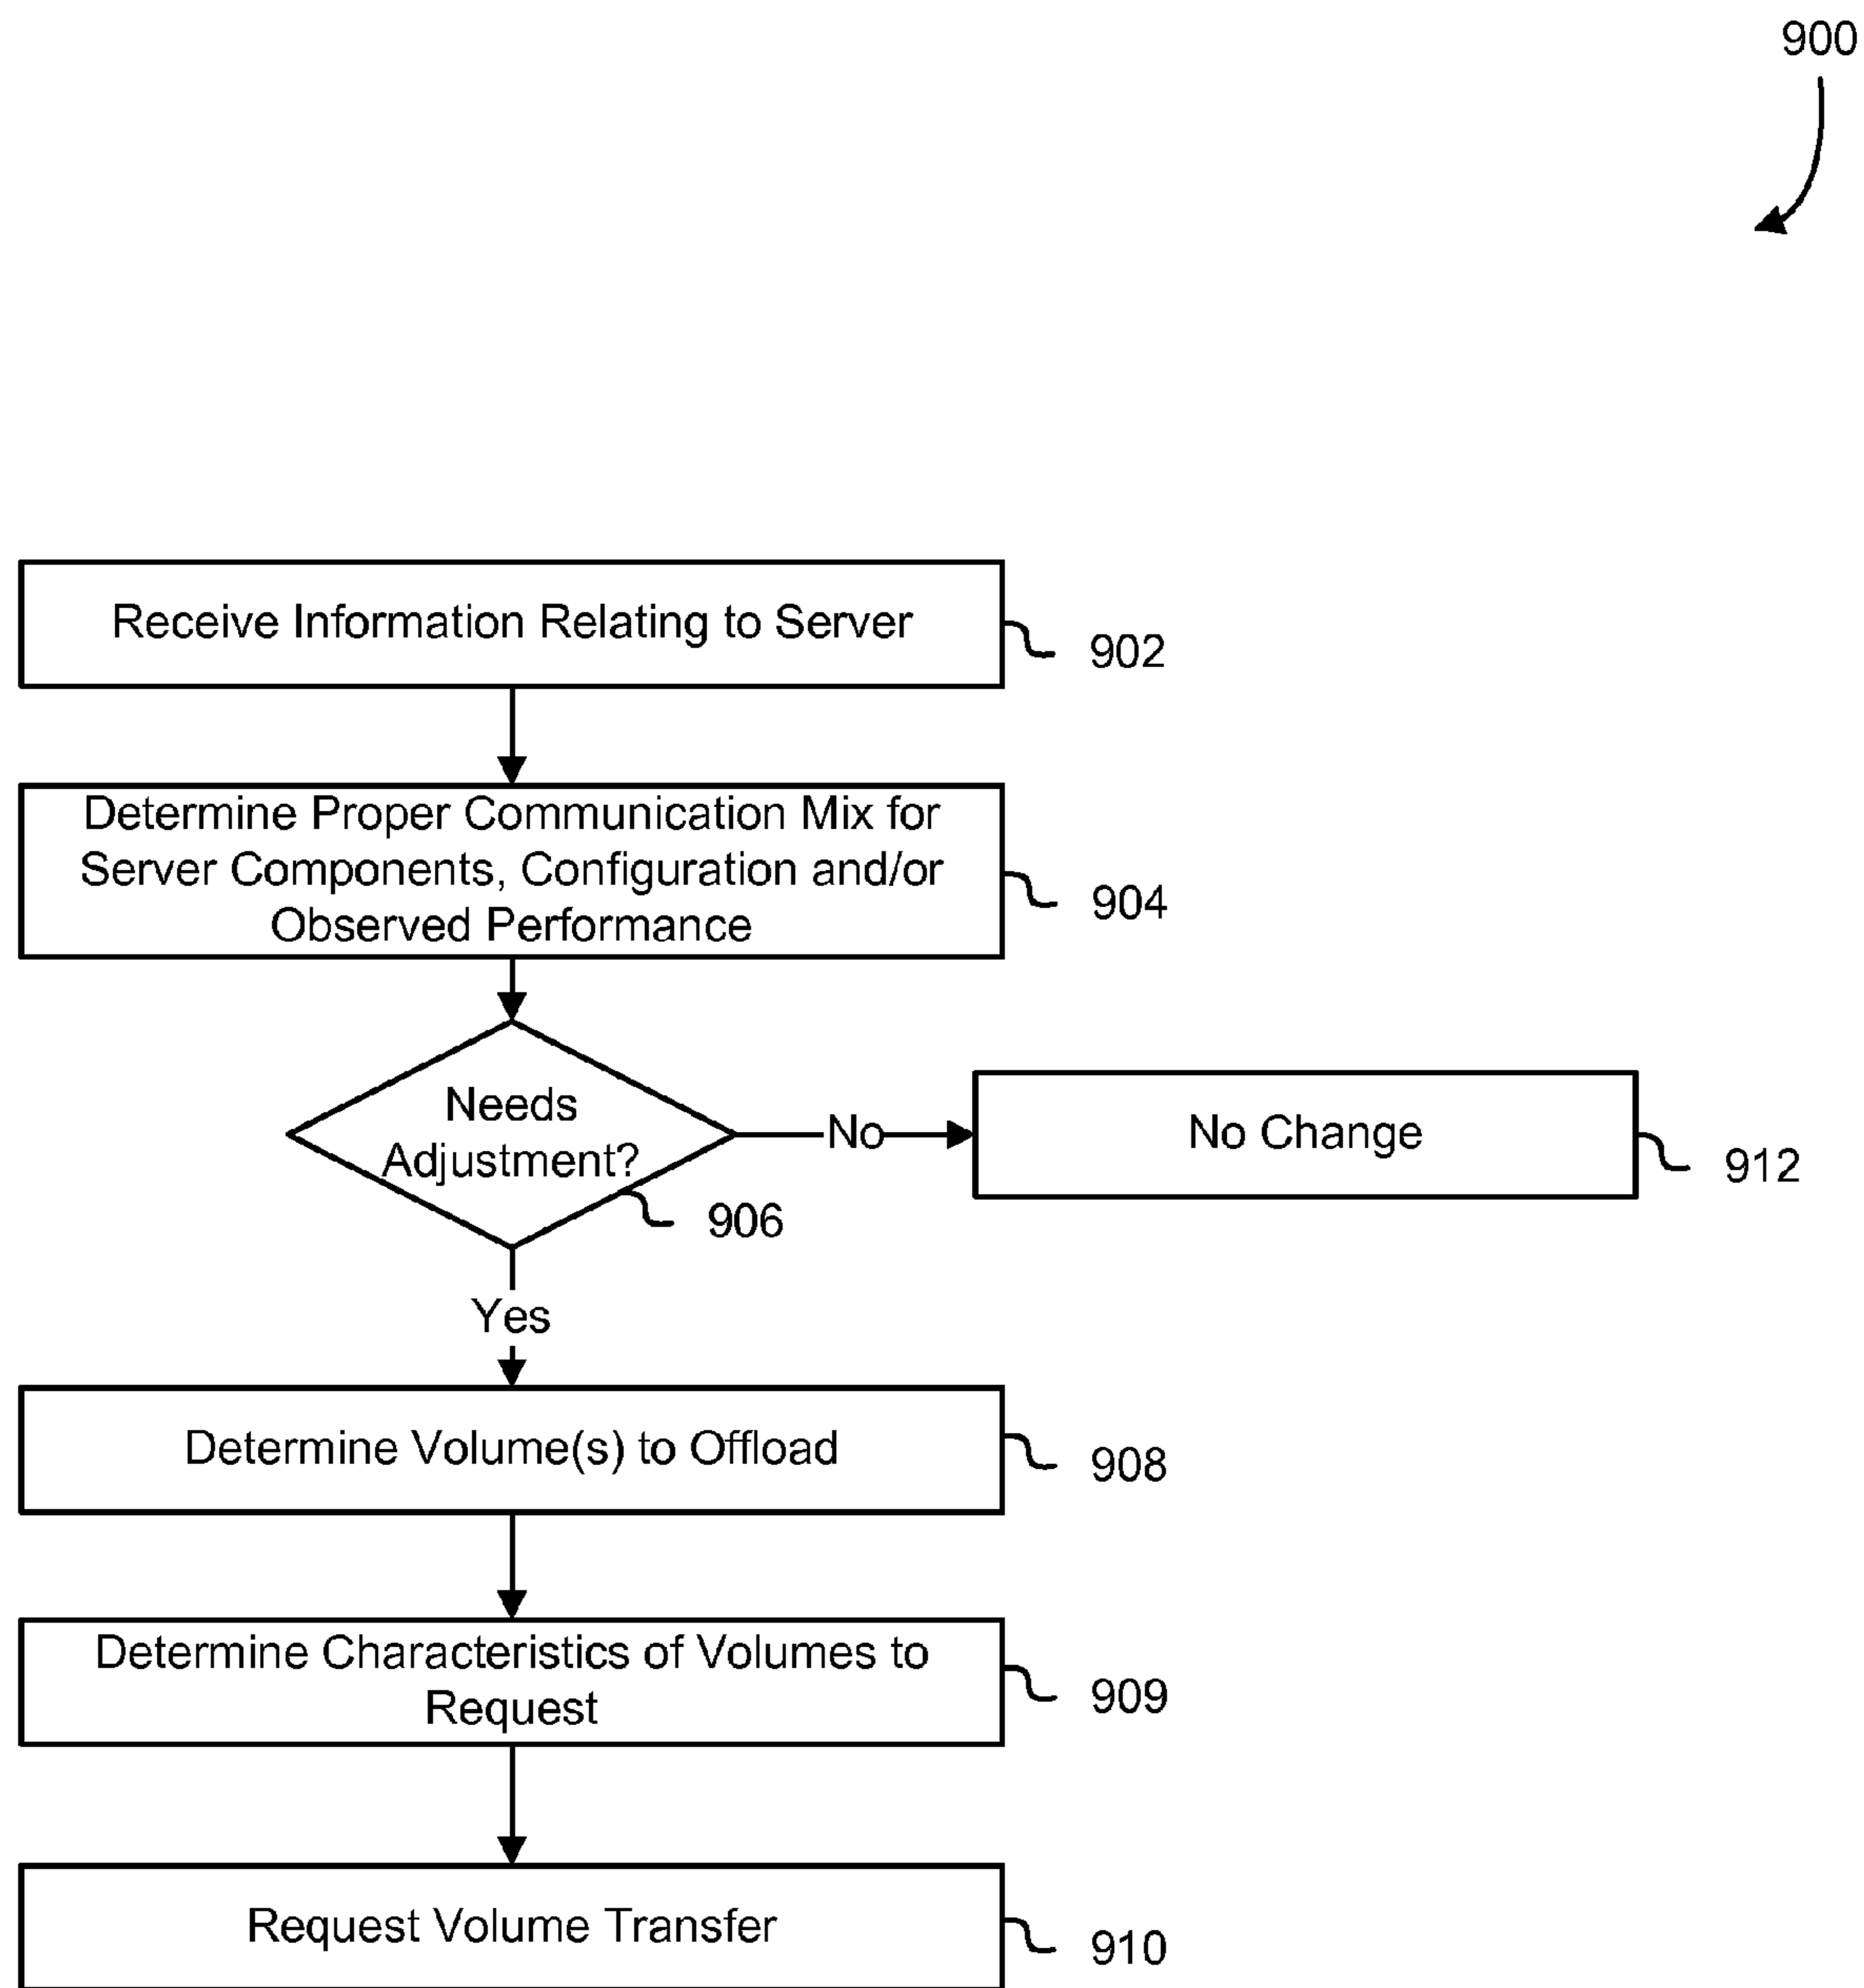 900
Receive Information Relating to Server
902
Determine Proper Communication Mix for
Server Components, Configuration and/or
Observed Performance
904
Needs
Adjustment?
906
No
No Change
912
Yes
Determine Volume(s) to Offload
908
Determine Characteristics of Volumes to
Request
909
Request Volume Transfer
910